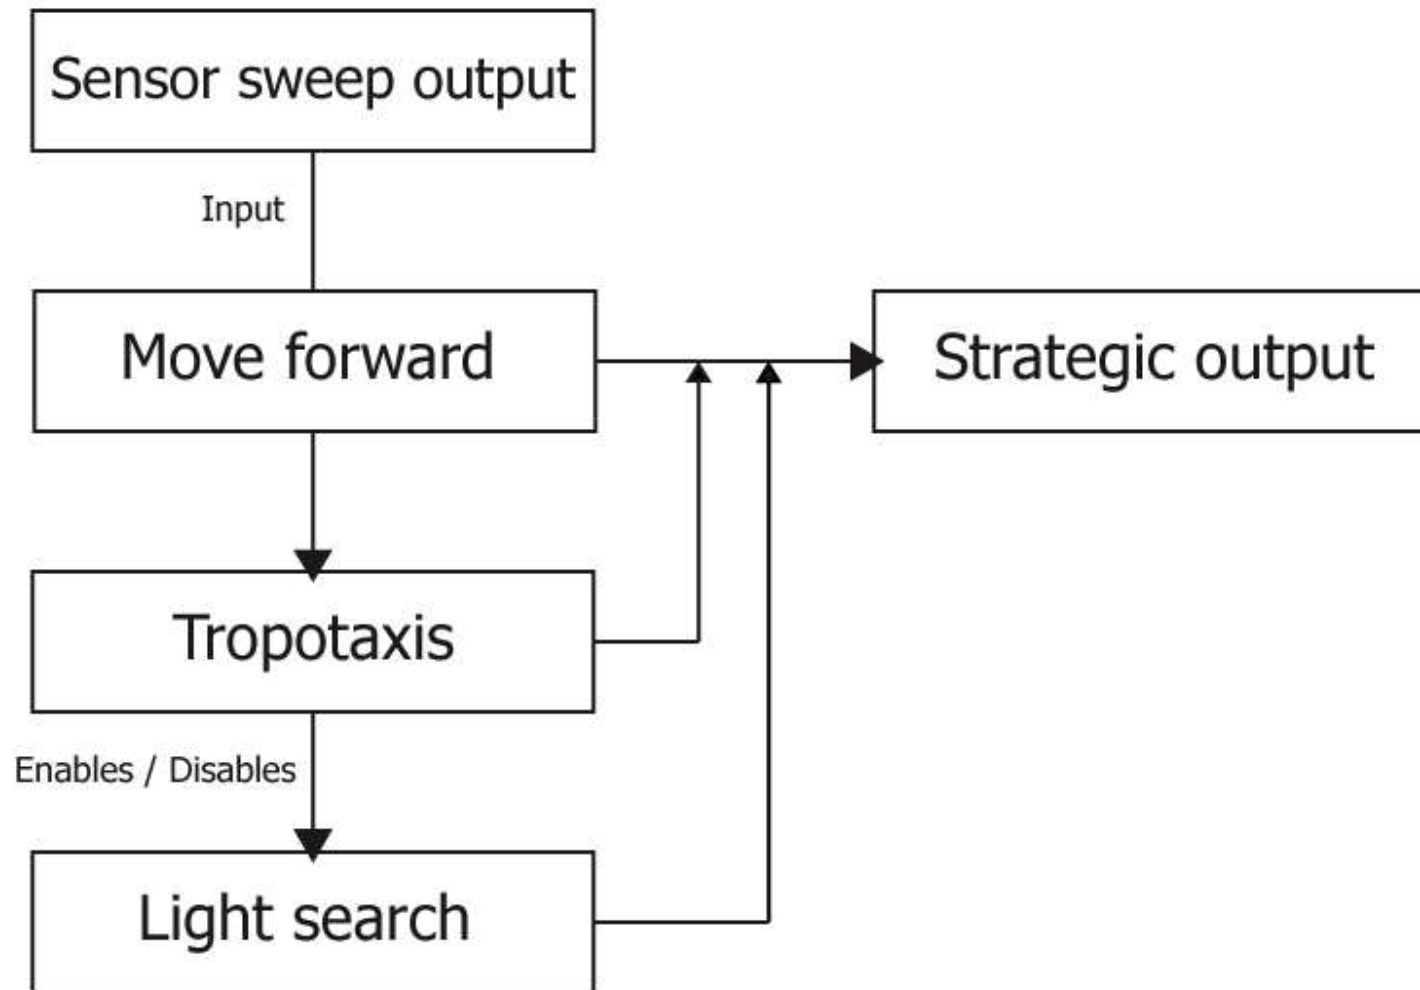 Sensor sweep output
Input
Move forward
Strategic output
Tropotaxis
Enables / Disables
Light search